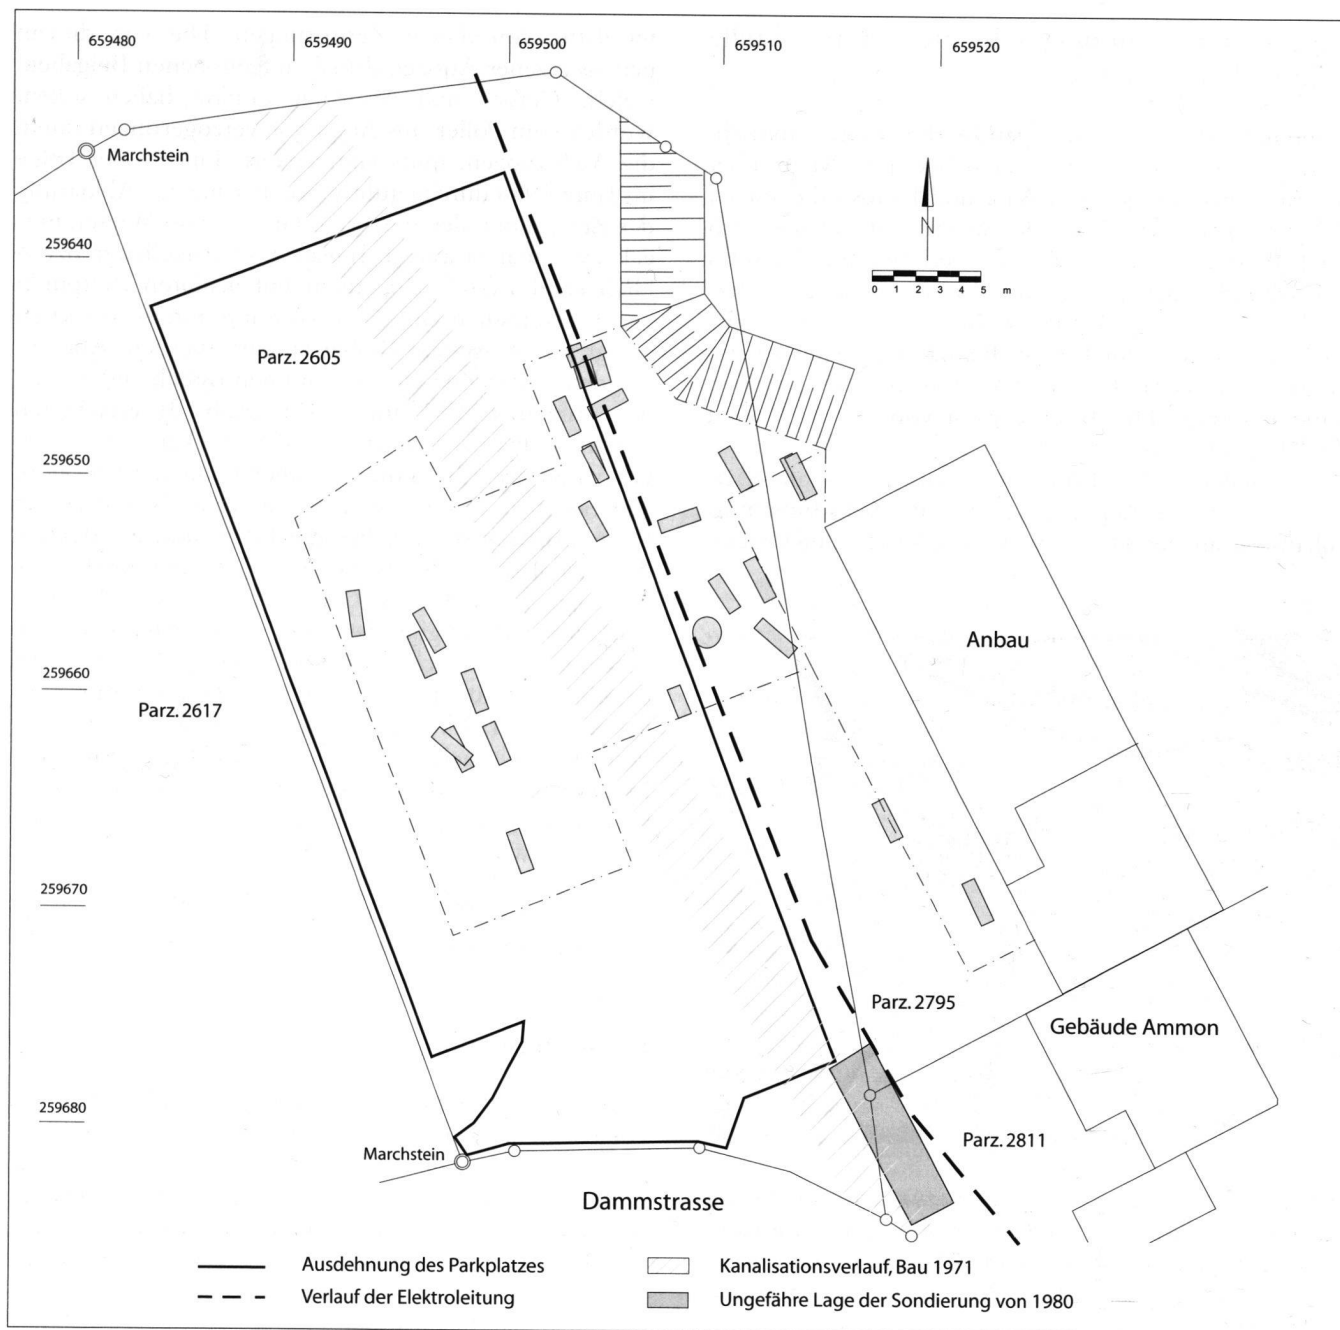 659480 659490 659500 659510 659520
Marchstein
259640
N
0 1 2 3 4 5 m
Parz. 2605
259650
Anbau
259660
Parz. 2617
259670
Parz. 2795
Gebäude Ammon
259680
Parz. 2811
Marchstein
Dammstrasse
Ausdehnung des Parkplatzes
Verlauf der Elektroleitung
Kanalisationsverlauf, Bau 1971
Ungefähre Lage der Sondierung von 1980